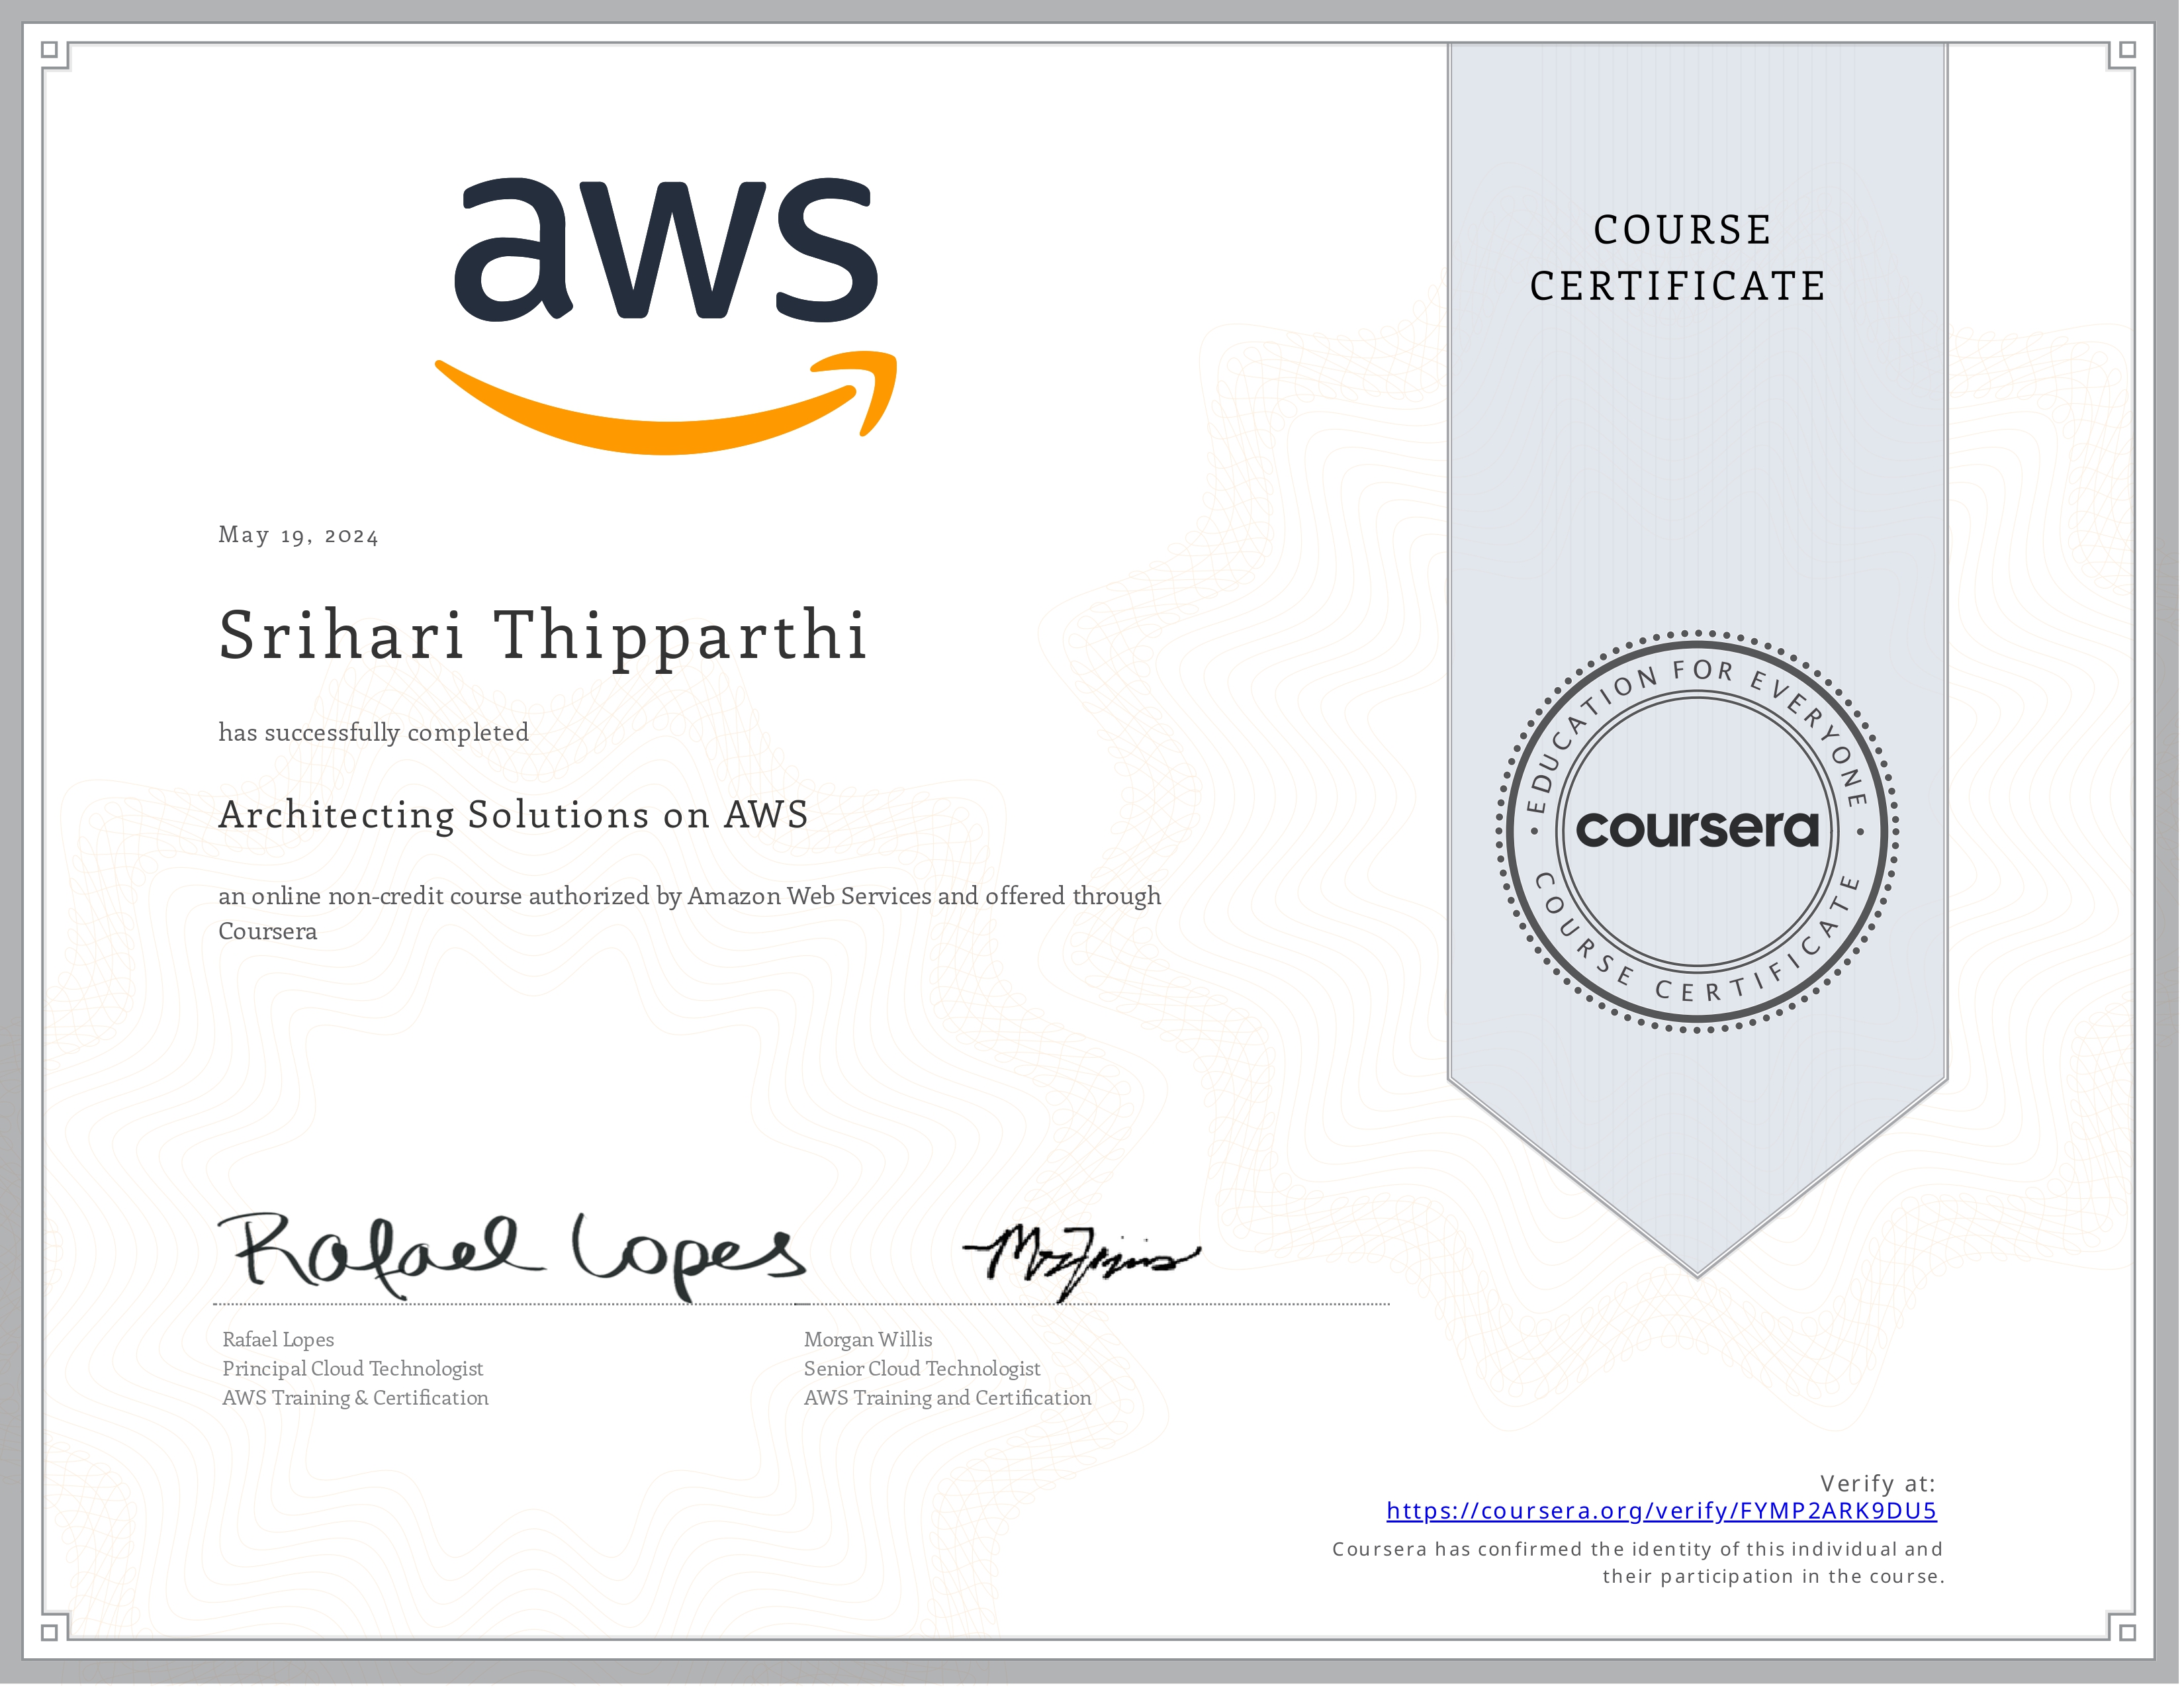 aws
COURSE
CERTIFICATE
May 19, 2024
Srihari Thipparthi
has successfully completed
Architecting Solutions on AWS
an online non-credit course authorized by Amazon Web Services and offered through
Coursera
EDUCATION FOR EVERYONE
coursera
COURSE CERTIFICATE
Rafael Lopes
Rafael Lopes
Principal Cloud Technologist
AWS Training & Certification
Morgan Willis
Senior Cloud Technologist
AWS Training and Certification
Verify at:
https://coursera.org/verify/FYMP2ARK9DU5
Coursera has confirmed the identity of this individual and
their participation in the course.